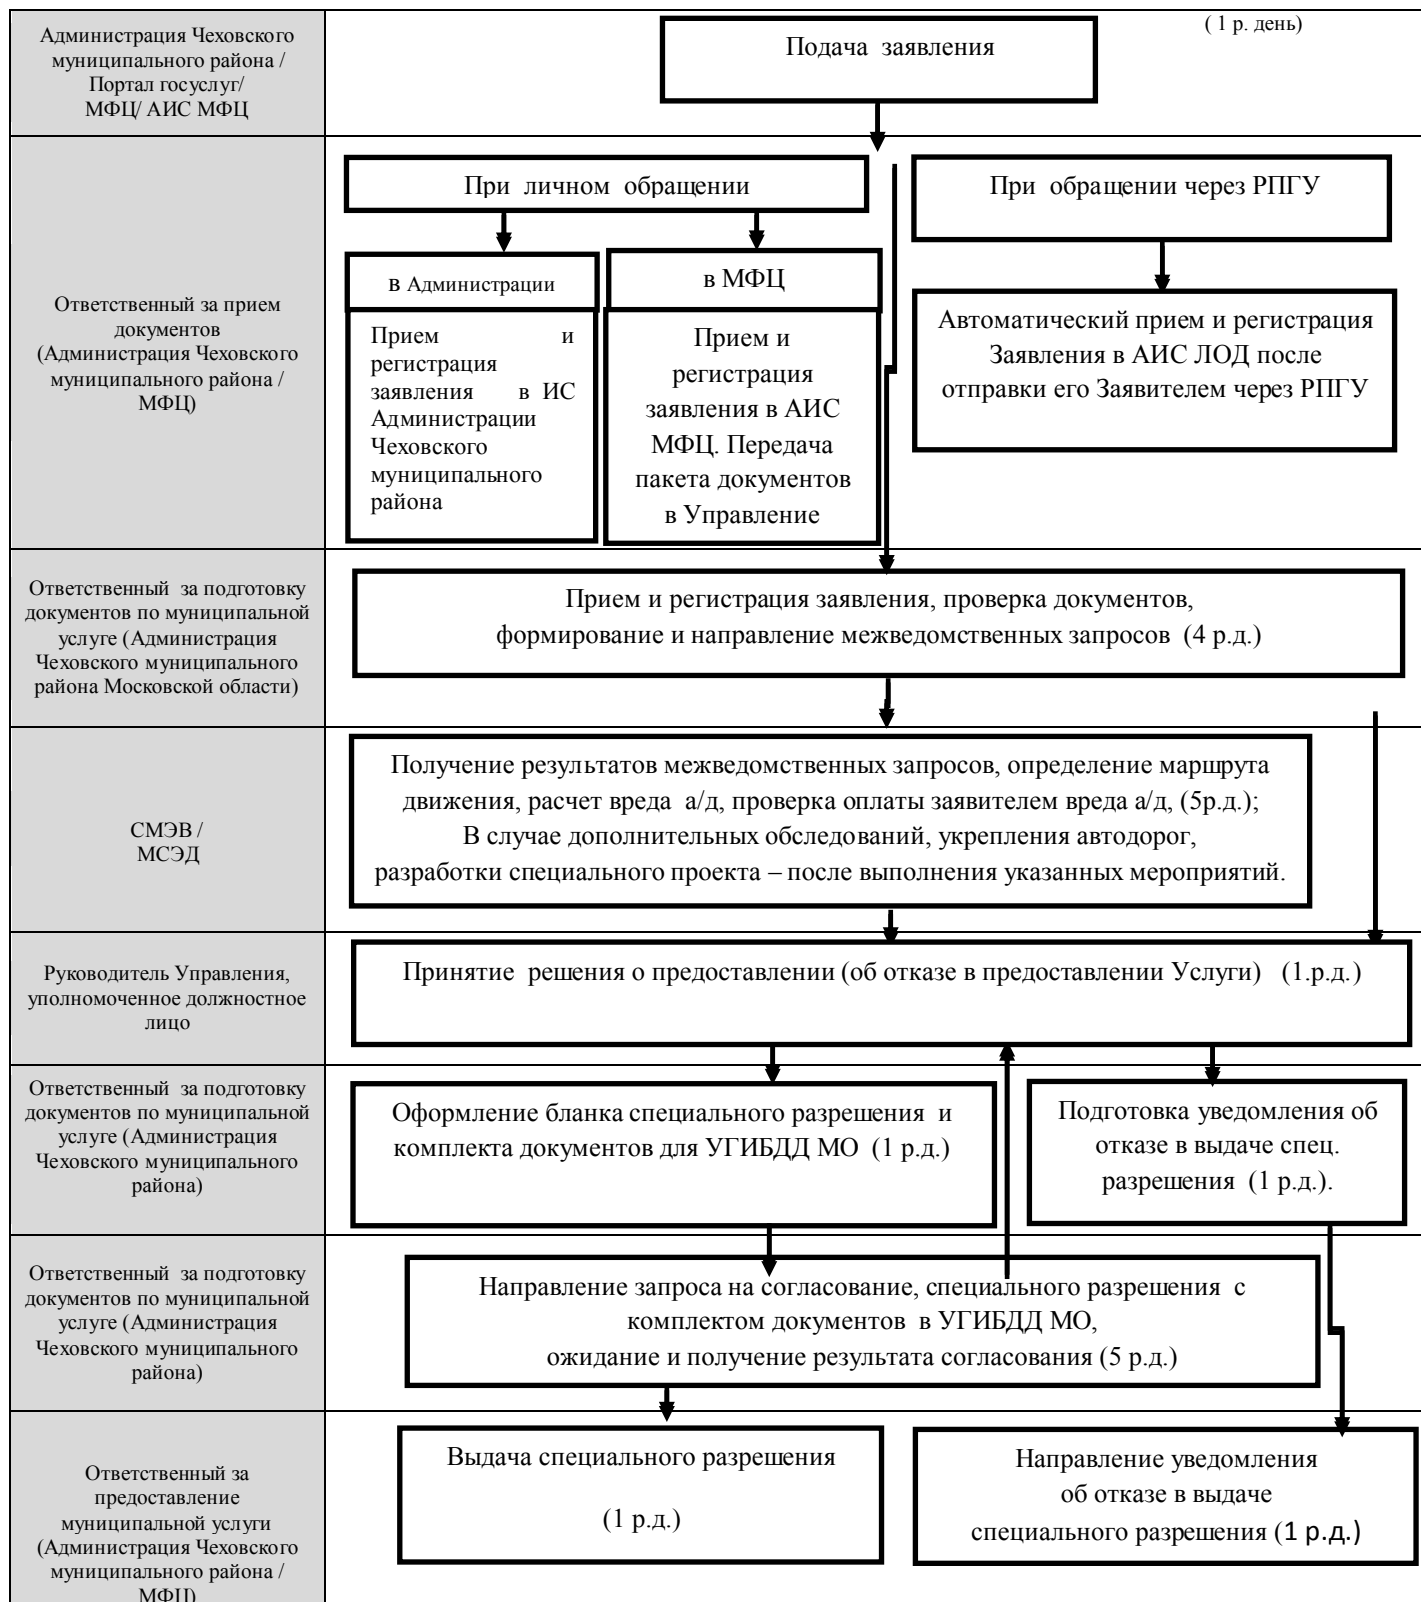 Администрация Чеховского
муниципального района /
Портал госуслуг/
МФЦ/ АИС МФЦ
Подача заявления
( 1 р. день)
Ответственный за прием
документов
(Администрация Чеховского
муниципального района /
МФЦ)
При личном обращении
При обращении через РПГУ
в Администрации
в МФЦ
Прием и
регистрация
заявления в ИС
Администрации
Чеховского
муниципального
района
Прием и
регистрация
заявления в АИС
МФЦ. Передача
пакета документов
в Управление
Автоматический прием и регистрация
Заявления в АИС ЛОД после
отправки его Заявителем через РПГУ
Ответственный за подготовку
документов по муниципальной
услуге (Администрация
Чеховского муниципального
района Московской области)
Прием и регистрация заявления, проверка документов,
формирование и направление межведомственных запросов (4 р.д.)
СМЭВ /
МСЭД
Получение результатов межведомственных запросов, определение маршрута
движения, расчет вреда а/д, проверка оплаты заявителем вреда а/д, (5р.д.);
В случае дополнительных обследований, укрепления автодорог,
разработки специального проекта – после выполнения указанных мероприятий.
Руководитель Управления,
уполномоченное должностное
лицо
Принятие решения о предоставлении (об отказе в предоставлении Услуги) (1.р.д.)
Ответственный за подготовку
документов по муниципальной
услуге (Администрация
Чеховского муниципального
района)
Оформление бланка специального разрешения и
комплекта документов для УГИБДД МО (1 р.д.)
Подготовка уведомления об
отказе в выдаче спец.
разрешения (1 р.д.).
Ответственный за подготовку
документов по муниципальной
услуге (Администрация
Чеховского муниципального
района)
Направление запроса на согласование, специального разрешения с
комплектом документов в УГИБДД МО,
ожидание и получение результата согласования (5 р.д.)
Ответственный за
предоставление
муниципальной услуги
(Администрация Чеховского
муниципального района /
МФЦ)
Выдача специального разрешения
(1 р.д.)
Направление уведомления
об отказе в выдаче
специального разрешения (1 р.д.)